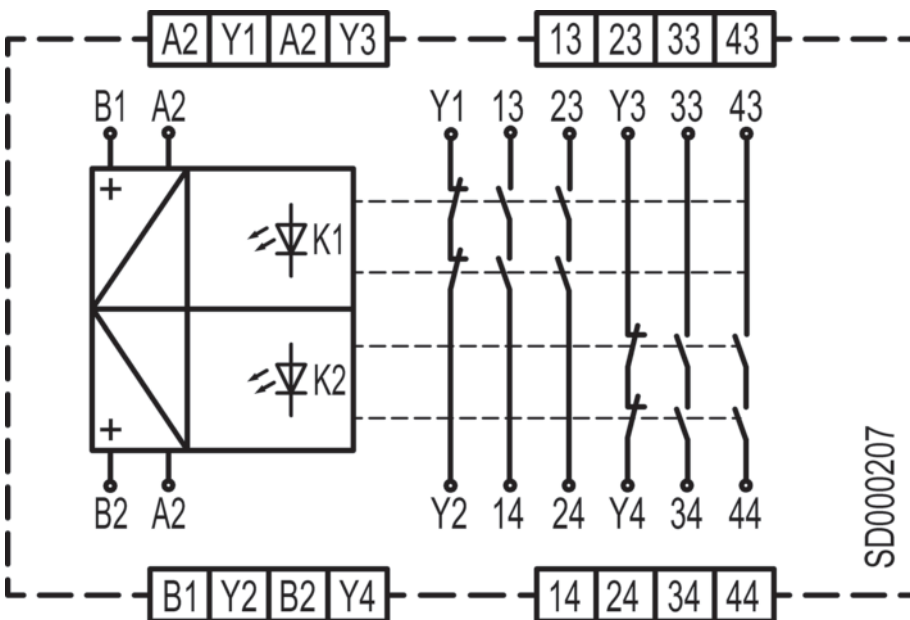 A2 Y1 A2 Y3 13 23 33 43
B1 A2 Y1 13 23 Y3 33 43
+
K1
K2
+
B2 A2 Y2 14 24 Y4 34 44
SD000207
B1 Y2 B2 Y4 14 24 34 44